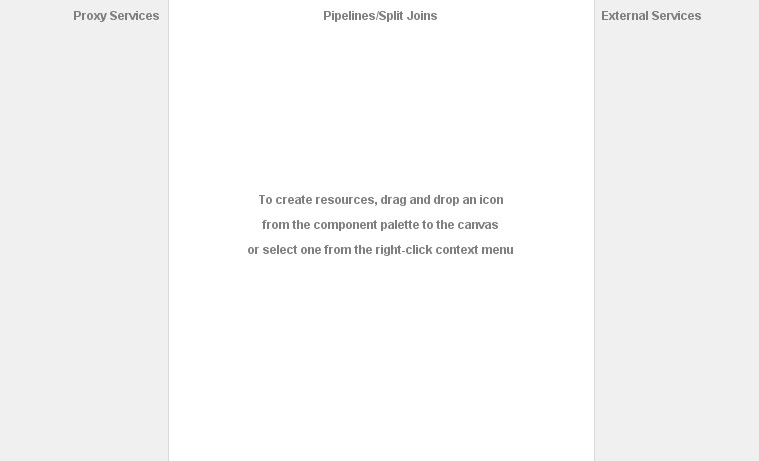 Proxy Services
Pipelines/Split Joins
External Services
To create resources, drag and drop an icon
from the component palette to the canvas
or select one from the right-click context menu